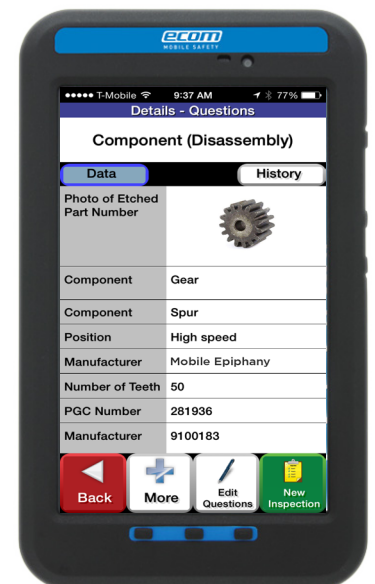 ecom
MOBILE SAFETY
T-Mobile 9:37 AM 77%
Details - Questions
Component (Disassembly)
Data History
Photo of Etched
Part Number
Component Gear
Component Spur
Position High speed
Manufacturer Mobile Epiphany
Number of Teeth 50
PGC Number 281936
Manufacturer 9100183
Back More Edit
Questions New
Inspection